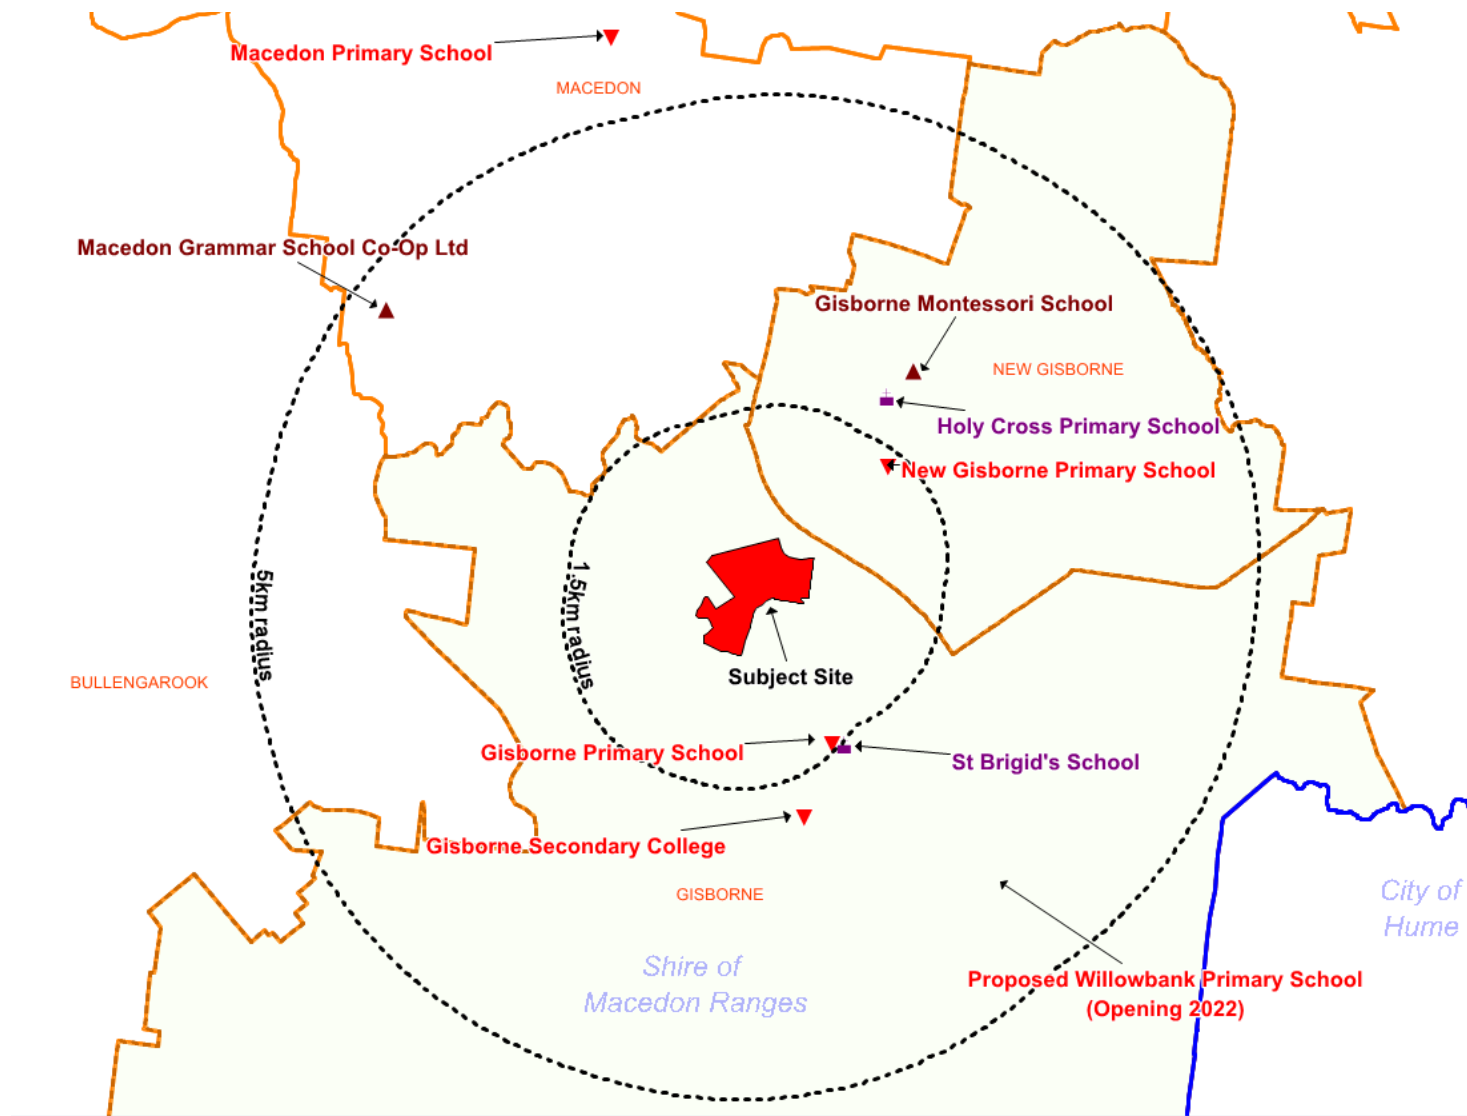 Macedon Primary School
MACEDON
Macedon Grammar School Co-Op Ltd
Gisborne Montessori School
NEW GISBORNE
Holy Cross Primary School
New Gisborne Primary School
5km radius
1.5km radius
BULLENGAROOK
Subject Site
Gisborne Primary School
St Brigid's School
Gisborne Secondary College
GISBORNE
City of
Hume
Shire of
Macedon Ranges
Proposed Willowbank Primary School
(Opening 2022)